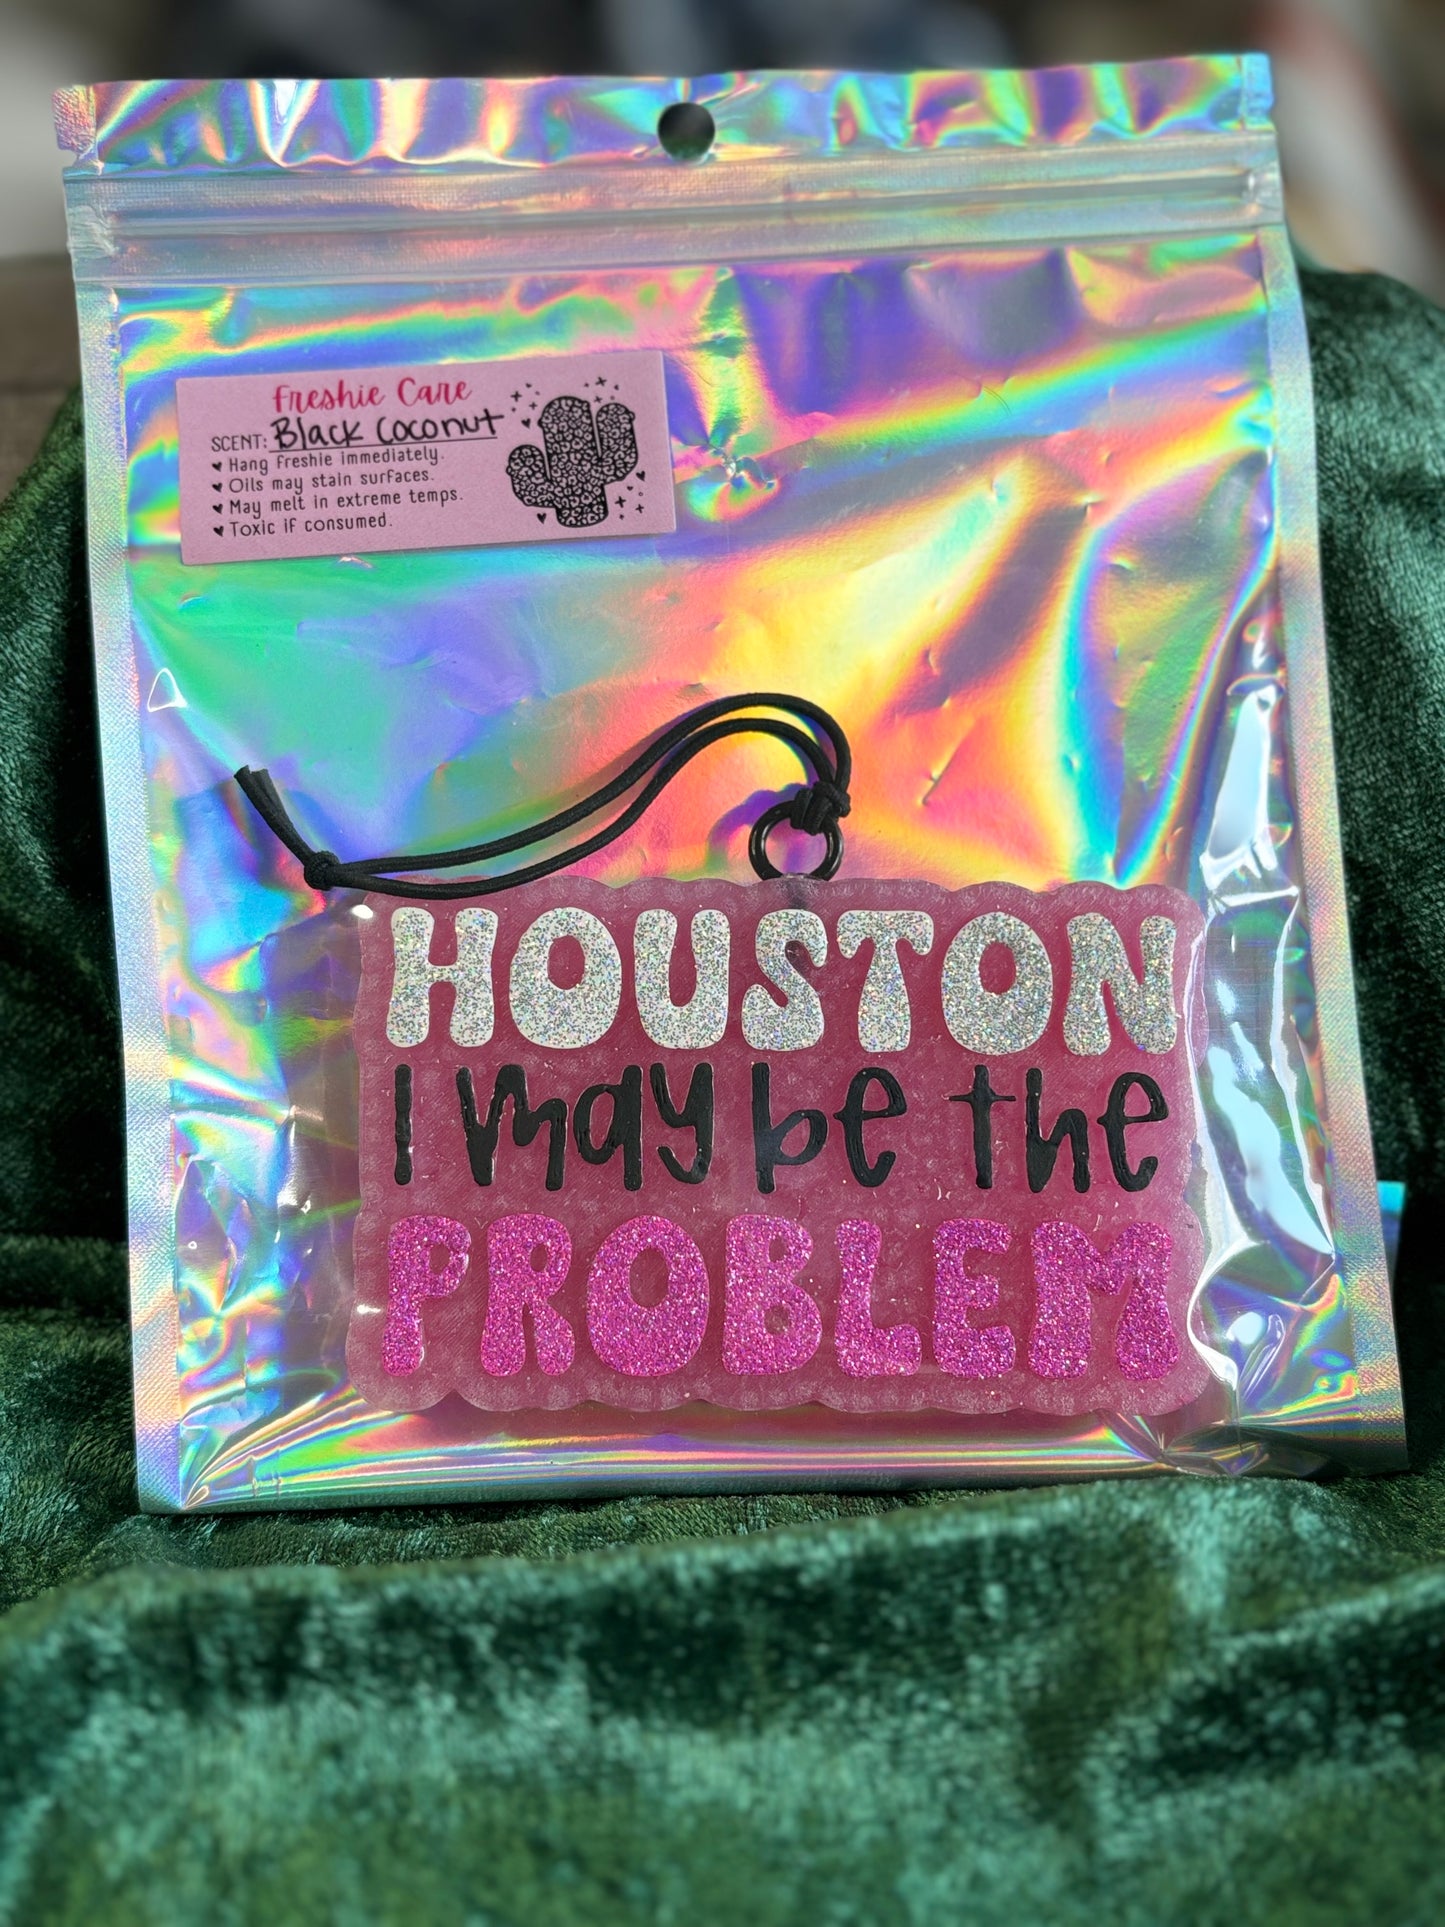 Freshie Care
SCENT: Black Coconut
Hang freshie immediately.
Oils may stain surfaces.
May melt in extreme temps.
Toxic if consumed.
HOUSTON
I may be the
PROBLEM